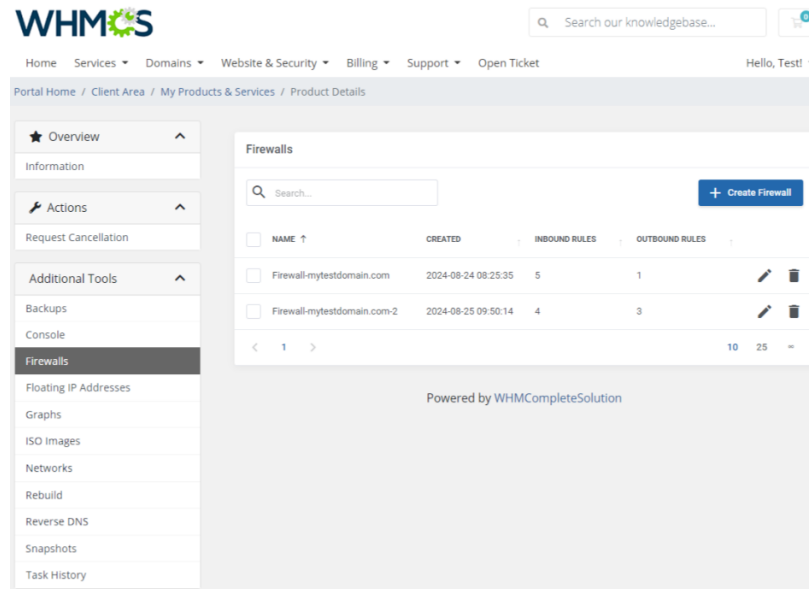 WHMCS
Search our knowledgebase...
0
Home Services Domains Website & Security Billing Support Open Ticket Hello, Test!
Portal Home / Client Area / My Products & Services / Product Details
Overview
Information
Actions
Request Cancellation
Additional Tools
Backups
Console
Firewalls
Floating IP Addresses
Graphs
ISO Images
Networks
Rebuild
Reverse DNS
Snapshots
Task History
Firewalls
Search...
+ Create Firewall
NAME ↑ CREATED INBOUND RULES OUTBOUND RULES
Firewall-mytestdomain.com 2024-08-24 08:25:35 5 1
Firewall-mytestdomain.com-2 2024-08-25 09:50:14 4 3
< 1 > 10 25 ∞
Powered by WHMCompleteSolution